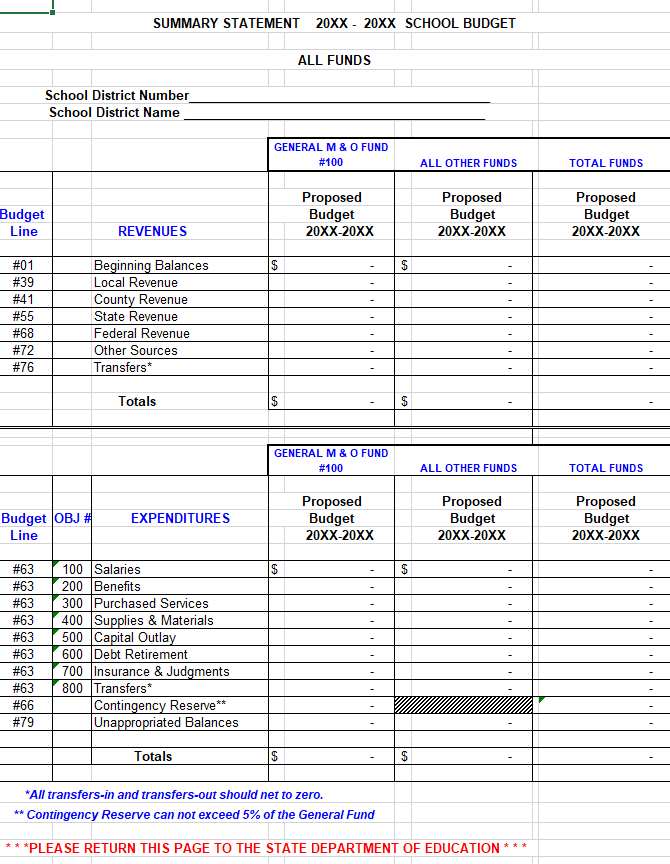 SUMMARY STATEMENT 20XX - 20XX SCHOOL BUDGET
ALL FUNDS
School District Number
School District Name
GENERAL M & O FUND
#100 ALL OTHER FUNDS TOTAL FUNDS
Proposed Proposed Proposed
Budget Budget Budget Budget
Line REVENUES 20XX-20XX 20XX-20XX 20XX-20XX
#01 Beginning Balances $ - $ - -
#39 Local Revenue - - -
#41 County Revenue - - -
#55 State Revenue - - -
#68 Federal Revenue - - -
#72 Other Sources - - -
#76 Transfers* - - -
Totals $ - $ - -
GENERAL M & O FUND
#100 ALL OTHER FUNDS TOTAL FUNDS
Proposed Proposed Proposed
Budget OBJ # EXPENDITURES Budget Budget Budget
Line 20XX-20XX 20XX-20XX 20XX-20XX
#63 100 Salaries $ - $ - -
#63 200 Benefits - - -
#63 300 Purchased Services - - -
#63 400 Supplies & Materials - - -
#63 500 Capital Outlay - - -
#63 600 Debt Retirement - - -
#63 700 Insurance & Judgments - - -
#63 800 Transfers* - - -
#66 Contingency Reserve** - -
#79 Unappropriated Balances - - -
Totals $ - $ - -
*All transfers-in and transfers-out should net to zero.
** Contingency Reserve can not exceed 5% of the General Fund
* * *PLEASE RETURN THIS PAGE TO THE STATE DEPARTMENT OF EDUCATION * * *